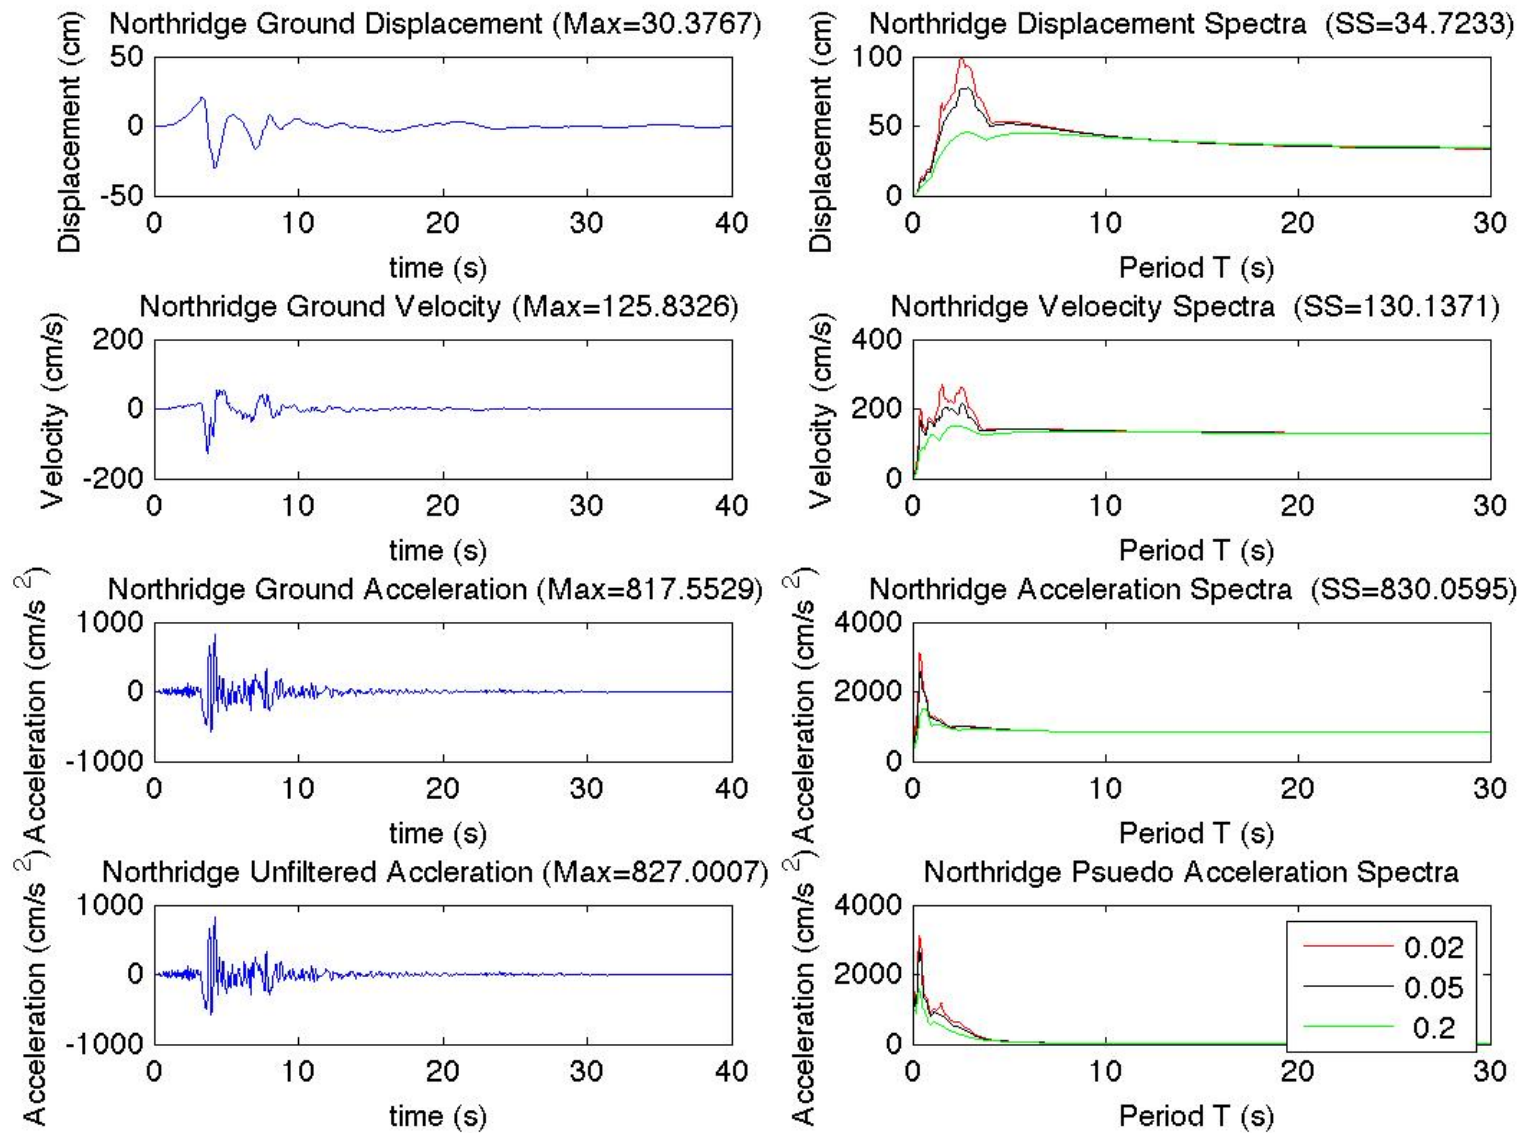 Northridge Ground Displacement (Max=30.3767)
Displacement (cm)
50
0
-50
0 10 20 30 40
time (s)
Northridge Displacement Spectra (SS=34.7233)
Displacement (cm)
100
50
0
0 10 20 30
Period T (s)
Northridge Ground Velocity (Max=125.8326)
Velocity (cm/s)
200
0
-200
0 10 20 30 40
time (s)
Northridge Veloecity Spectra (SS=130.1371)
Velocity (cm/s)
400
200
0
0 10 20 30
Period T (s)
Northridge Ground Acceleration (Max=817.5529)
Acceleration (cm/s 2)
1000
0
-1000
0 10 20 30 40
time (s)
Northridge Acceleration Spectra (SS=830.0595)
Acceleration (cm/s 2)
4000
2000
0
0 10 20 30
Period T (s)
Northridge Unfiltered Accleration (Max=827.0007)
Acceleration (cm/s 2)
1000
0
-1000
0 10 20 30 40
time (s)
Northridge Psuedo Acceleration Spectra
Acceleration (cm/s 2)
4000
2000
0
0 10 20 30
Period T (s)
0.02
0.05
0.2